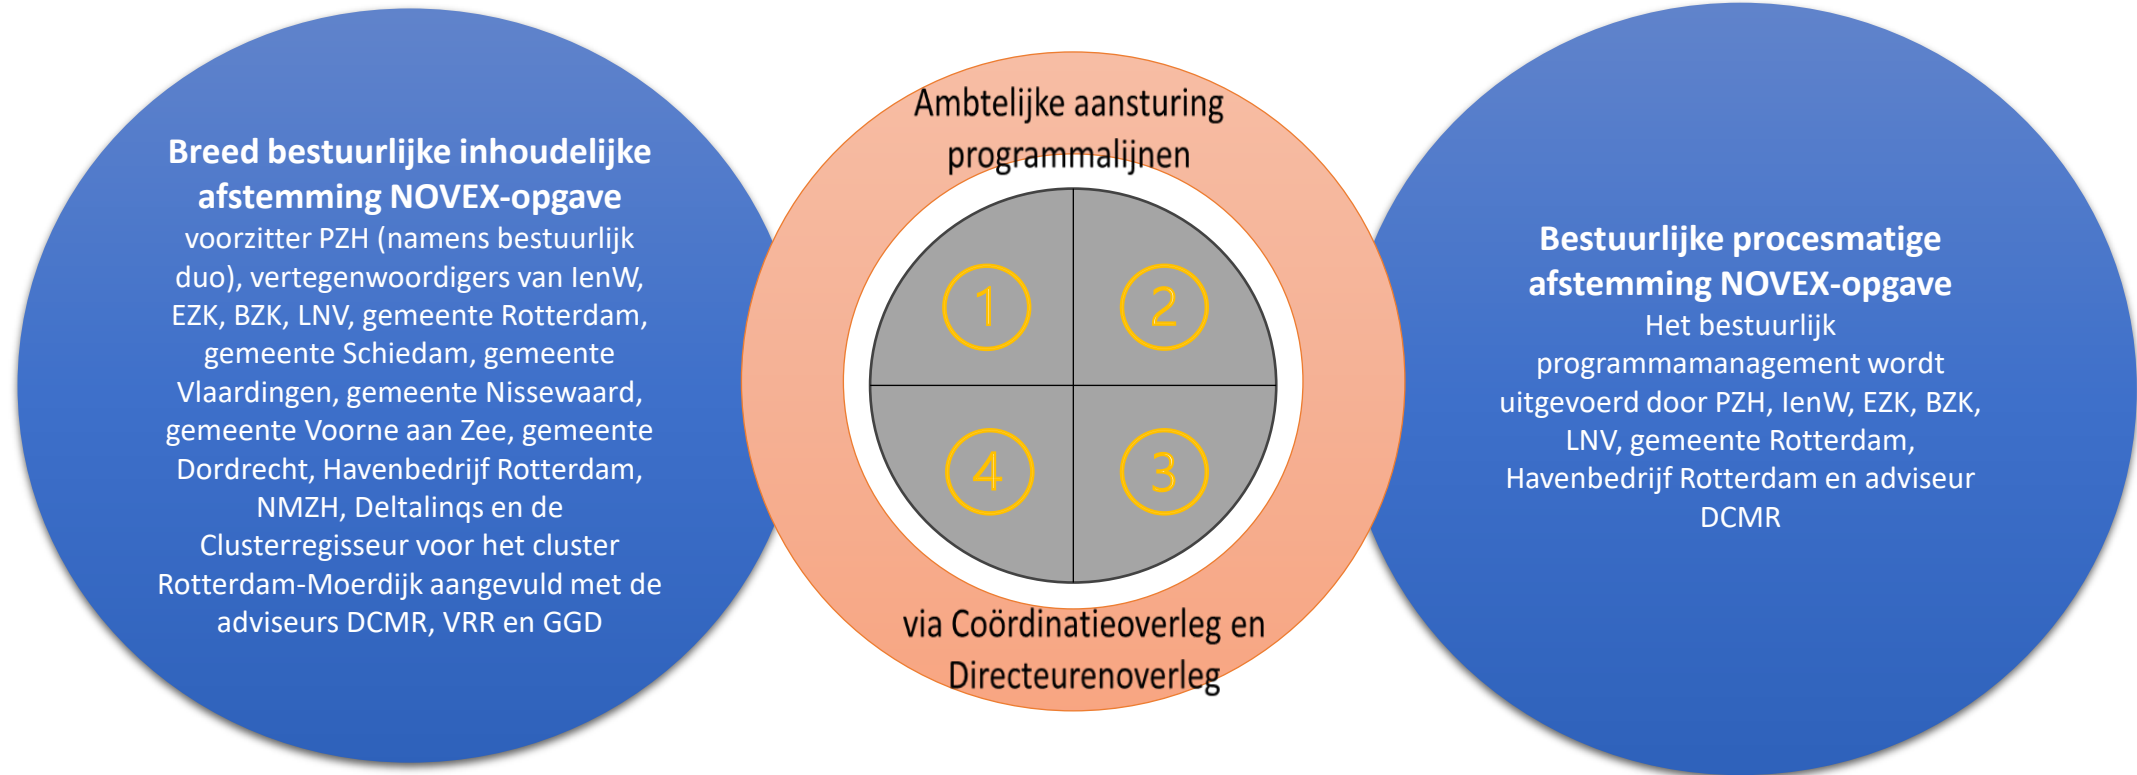 Breed bestuurlijke inhoudelijke
afstemming NOVEX-opgave
voorzitter PZH (namens bestuurlijk
duo), vertegenwoordigers van IenW,
EZK, BZK, LNV, gemeente Rotterdam,
gemeente Schiedam, gemeente
Vlaardingen, gemeente Nissewaard,
gemeente Voorne aan Zee, gemeente
Dordrecht, Havenbedrijf Rotterdam,
NMZH, Deltalinqs en de
Clusterregisseur voor het cluster
Rotterdam-Moerdijk aangevuld met de
adviseurs DCMR, VRR en GGD
Ambtelijke aansturing
programmalijnen
1
2
4
3
via Coördinatieoverleg en
Directeurenoverleg
Bestuurlijke procesmatige
afstemming NOVEX-opgave
Het bestuurlijk
programmamanagement wordt
uitgevoerd door PZH, IenW, EZK, BZK,
LNV, gemeente Rotterdam,
Havenbedrijf Rotterdam en adviseur
DCMR